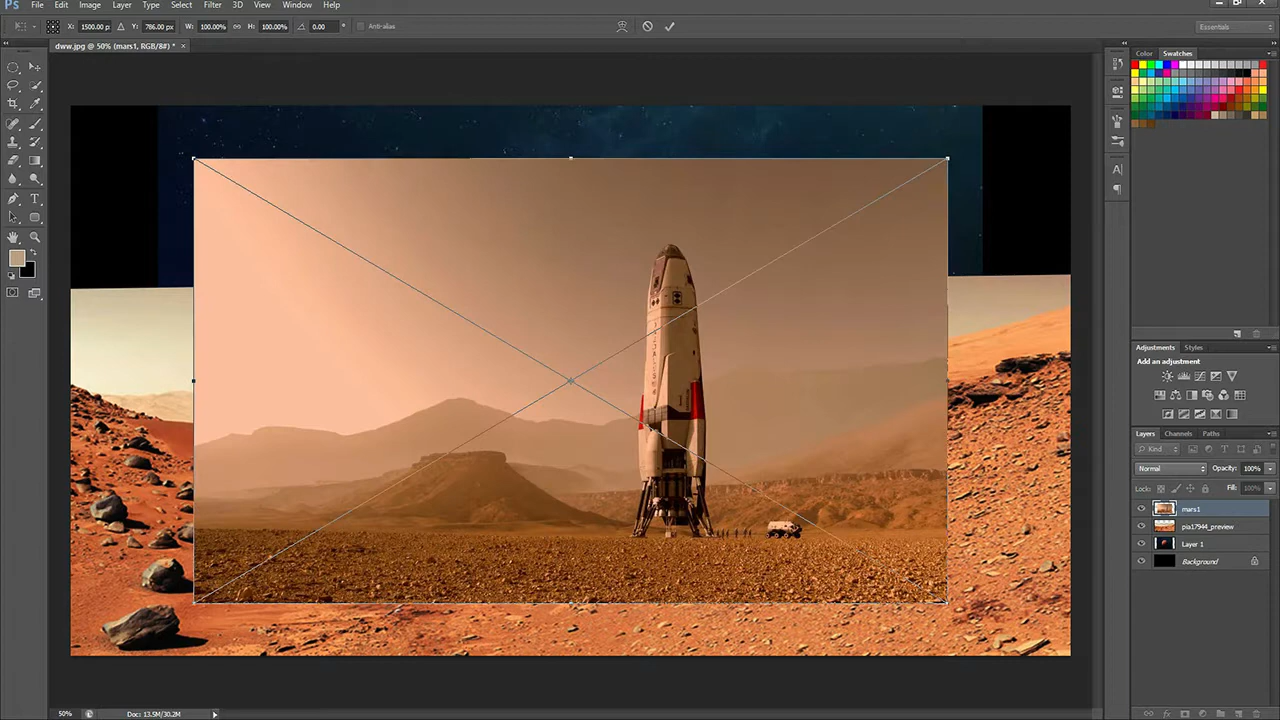 Ps File Edit Image Layer Type Select Filter 3D View Window Help
X: 1500.00 px Y: 786.00 px W: 100.00% H: 100.00% 0.00 ° Anti-alias Essentials
dww.jpg @ 50% (mars1, RGB/8#) * ×
Color Swatches
Adjustments Styles
Add an adjustment
Layers Channels Paths
Kind
Normal Opacity: 100%
Lock: Fill: 100%
mars1
pia17944_preview
Layer 1
Background
50% Doc: 13.5M/30.2M